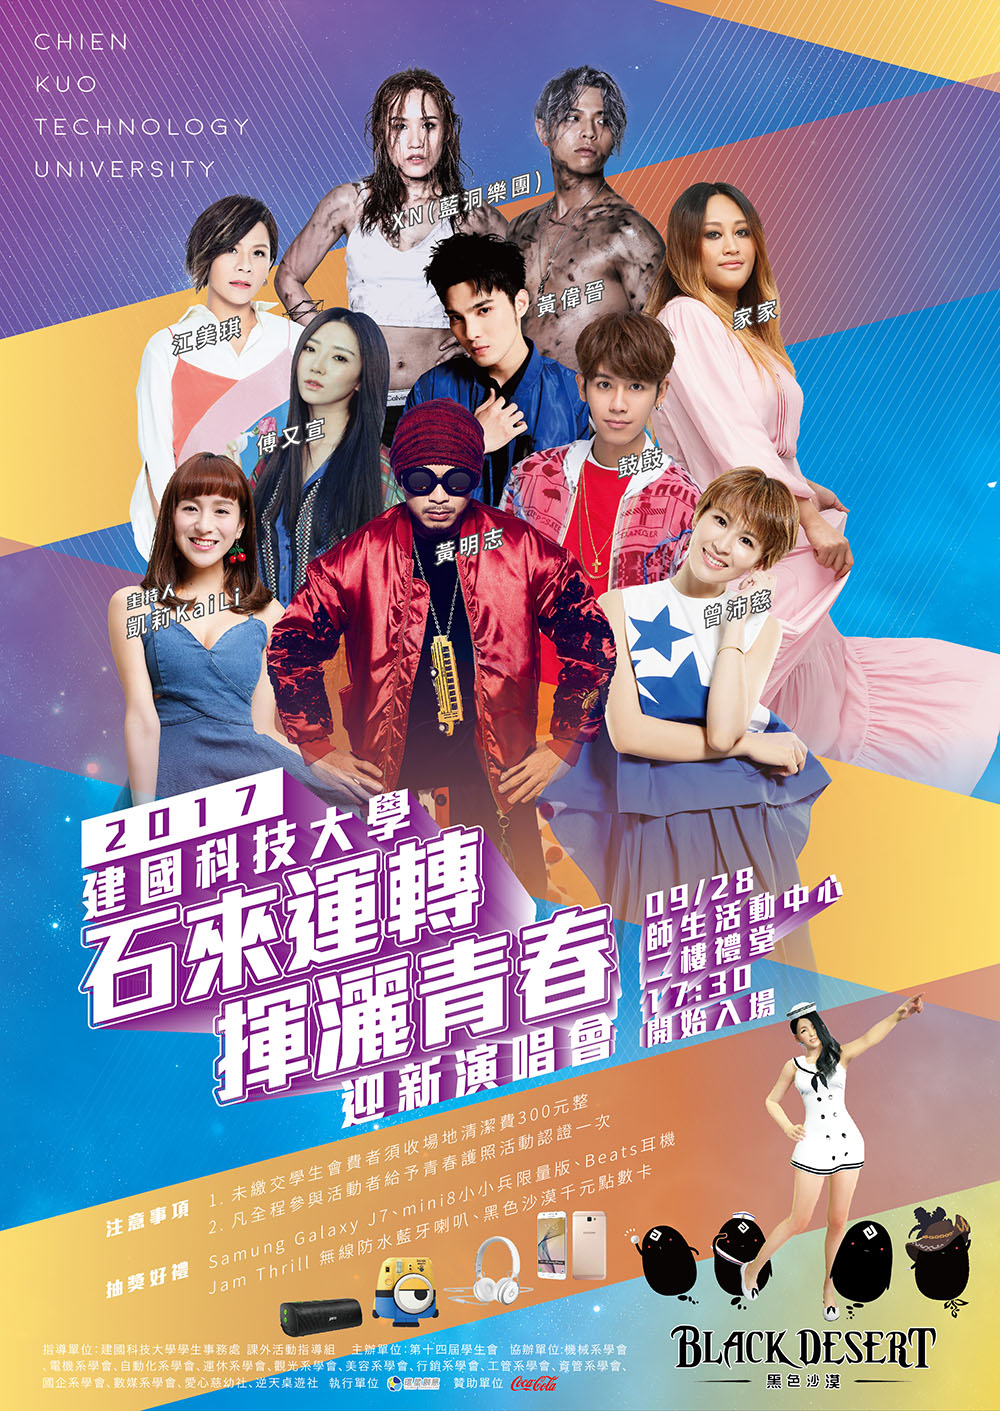 CHIEN
KUO
TECHNOLOGY
UNIVERSITY
XN(藍洞樂團)
黃偉晉
家家
江美琪
傅又宣
鼓鼓
黃明志
主持人
凱莉KaiLi
曾沛慈
2017
建國科技大學
石來運轉
揮灑青春
迎新演唱會
09/28
師生活動中心
一樓禮堂
17:30
開始入場
注意事項
1. 未繳交學生會費者須收場地清潔費300元整
2. 凡全程參與活動者給予青春護照活動認證一次
抽獎好禮
Samung Galaxy J7、mini8小小兵限量版、Beats耳機
Jam Thrill 無線防水藍牙喇叭、黑色沙漠千元點數卡
BLACK DESERT
黑色沙漠
指導單位:建國科技大學學生事務處 課外活動指導組 主辦單位:第十四屆學生會 協辦單位:機械系學會
、電機系學會、自動化系學會、運休系學會、觀光系學會、美容系學會、行銷系學會、工管系學會、資管系學會、
國企系學會、數媒系學會、愛心慈幼社、逆天桌遊社 執行單位 贊助單位 Coca-Cola